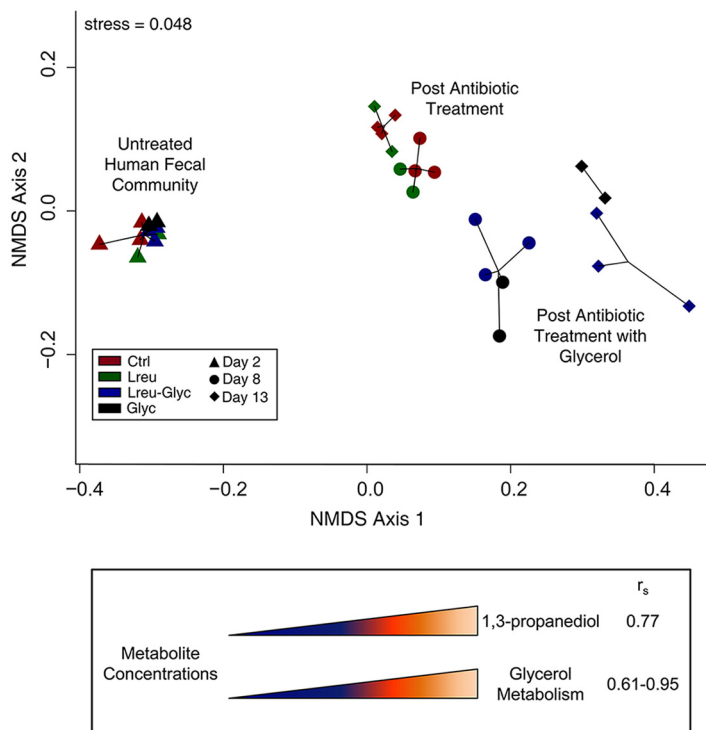 stress = 0.048
0.2
0.0
−0.2
NMDS Axis 2
Untreated
Human Fecal
Community
Post Antibiotic
Treatment
Post Antibiotic
Treatment with
Glycerol
Ctrl
Lreu
Lreu-Glyc
Glyc
Day 2
Day 8
Day 13
−0.4 −0.2 0.0 0.2 0.4
NMDS Axis 1
rs
Metabolite
Concentrations
1,3-propanediol 0.77
Glycerol
Metabolism 0.61-0.95